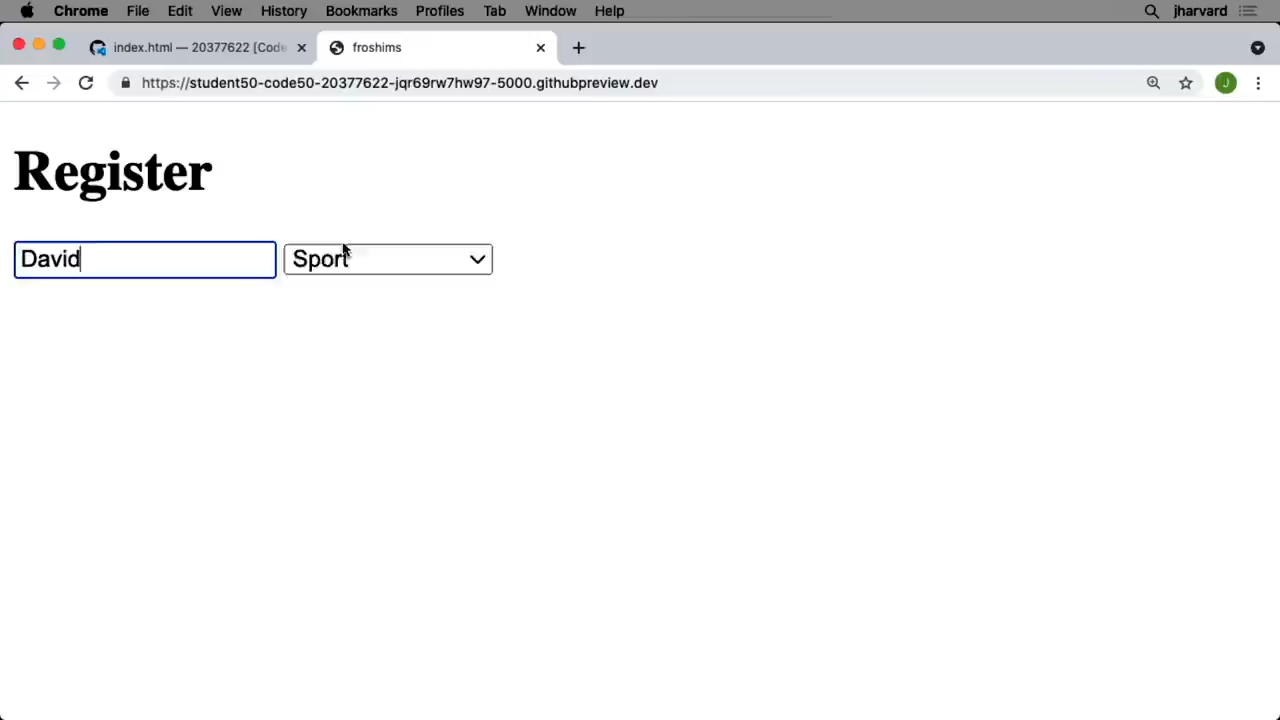 Chrome File Edit View History Bookmarks Profiles Tab Window Help jharvard
index.html — 20377622 [Code froshims
https://student50-code50-20377622-jqr69rw7hw97-5000.githubpreview.dev J
Register
David Sport